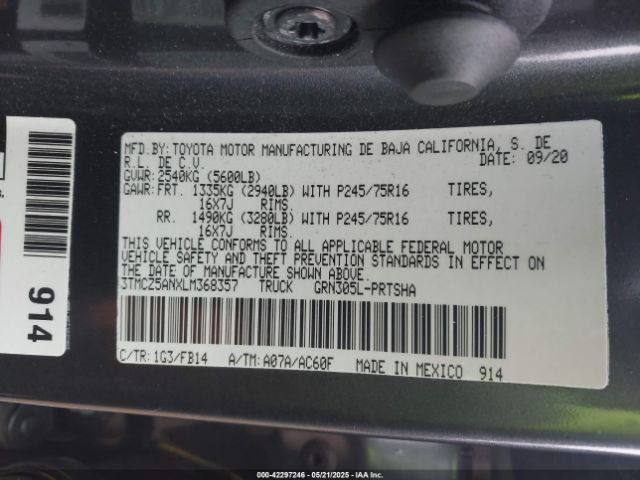 MFD.BY: TOYOTA MOTOR MANUFACTURING DE BAJA CALIFORNIA, S. DE
R.L. DE C.V. DATE: 09/20
GVWR: 2540KG (5600LB)
GAWR: FRT. 1335KG (2940LB) WITH P245/75R16 TIRES,
16X7J RIMS.
RR. 1490KG (3280LB) WITH P245/75R16 TIRES,
16X7J RIMS.
THIS VEHICLE CONFORMS TO ALL APPLICABLE FEDERAL MOTOR
VEHICLE SAFETY AND THEFT PREVENTION STANDARDS IN EFFECT ON
THE DATE OF MANUFACTURE SHOWN ABOVE.
3TMCZ5ANXLM368357 TRUCK GRN305L-PRTSHA
C/TR: 1G3/FB14 A/TM: A07A/AC60F MADE IN MEXICO 914
914
000-42297246 - 05/21/2025 - IAAI, Inc.